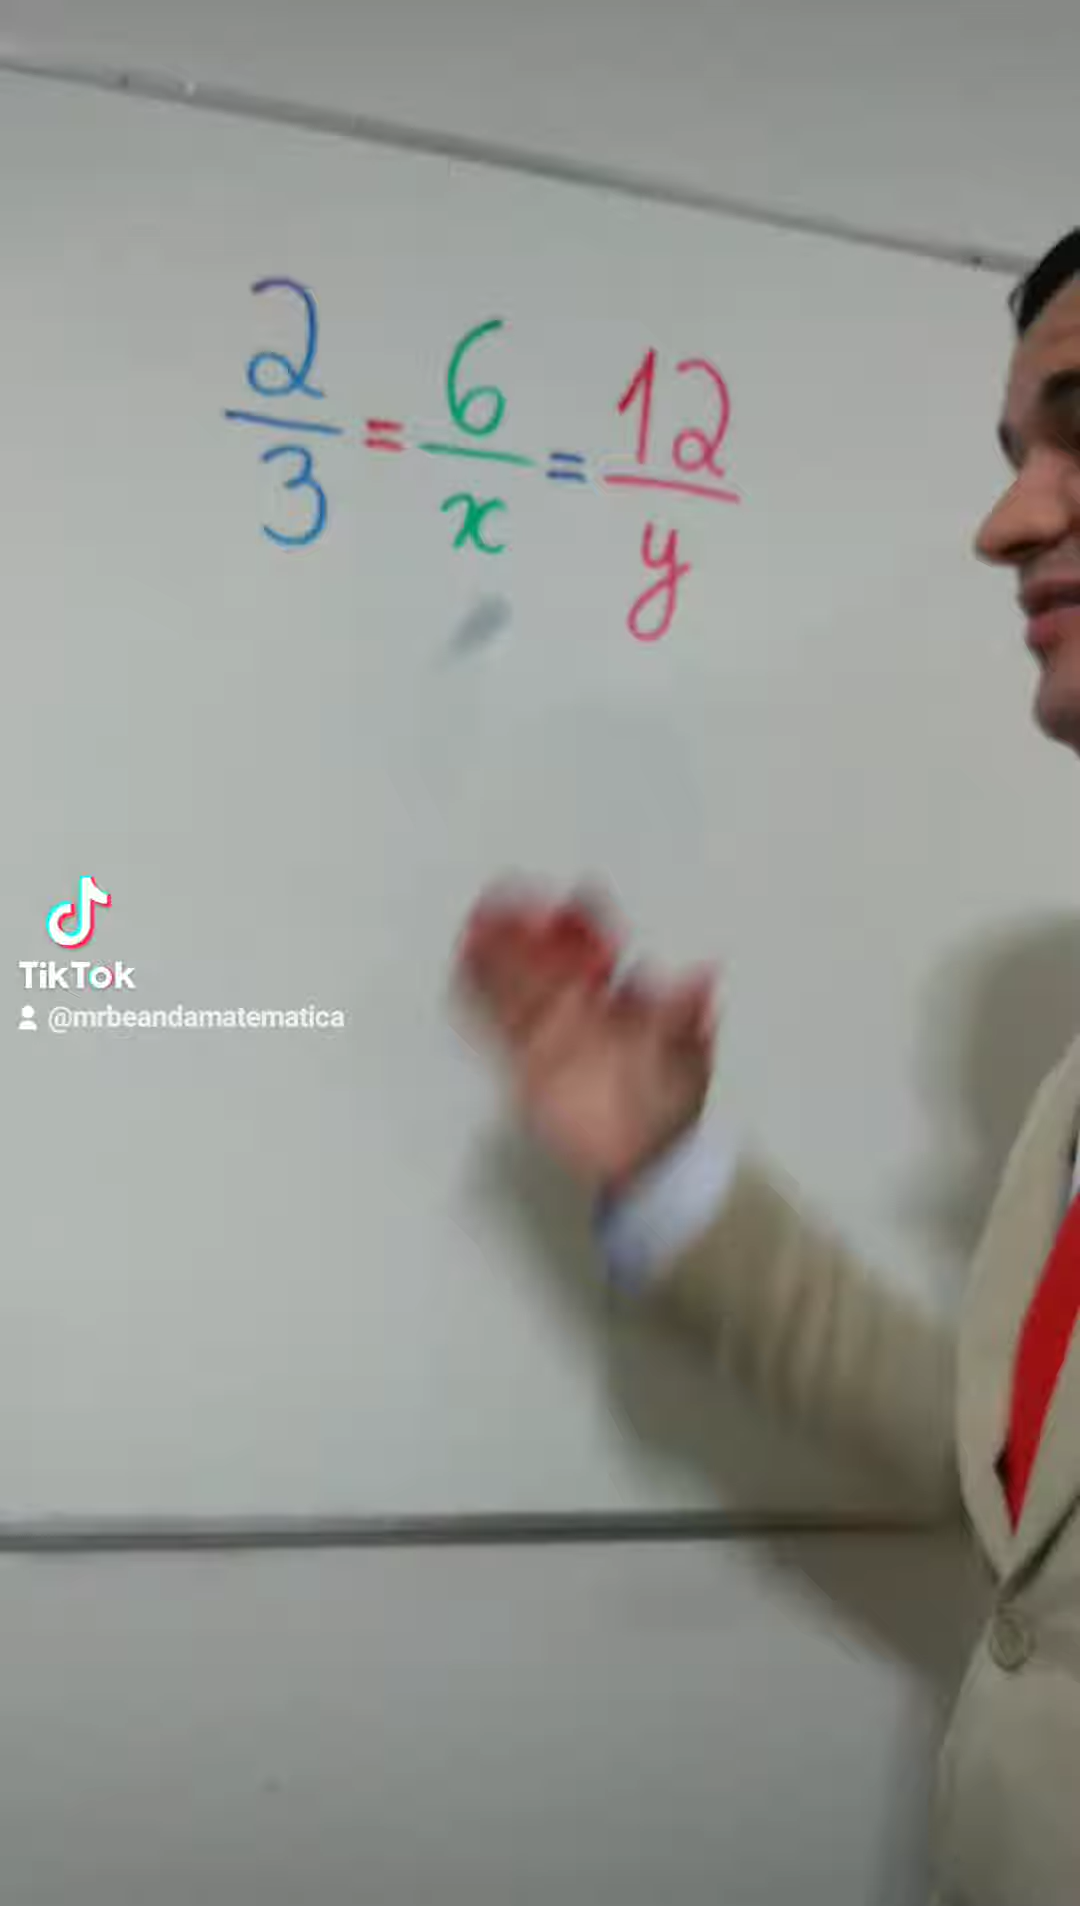 2/3 = 6/x = 12/y
TikTok
@mrbeandamatematica